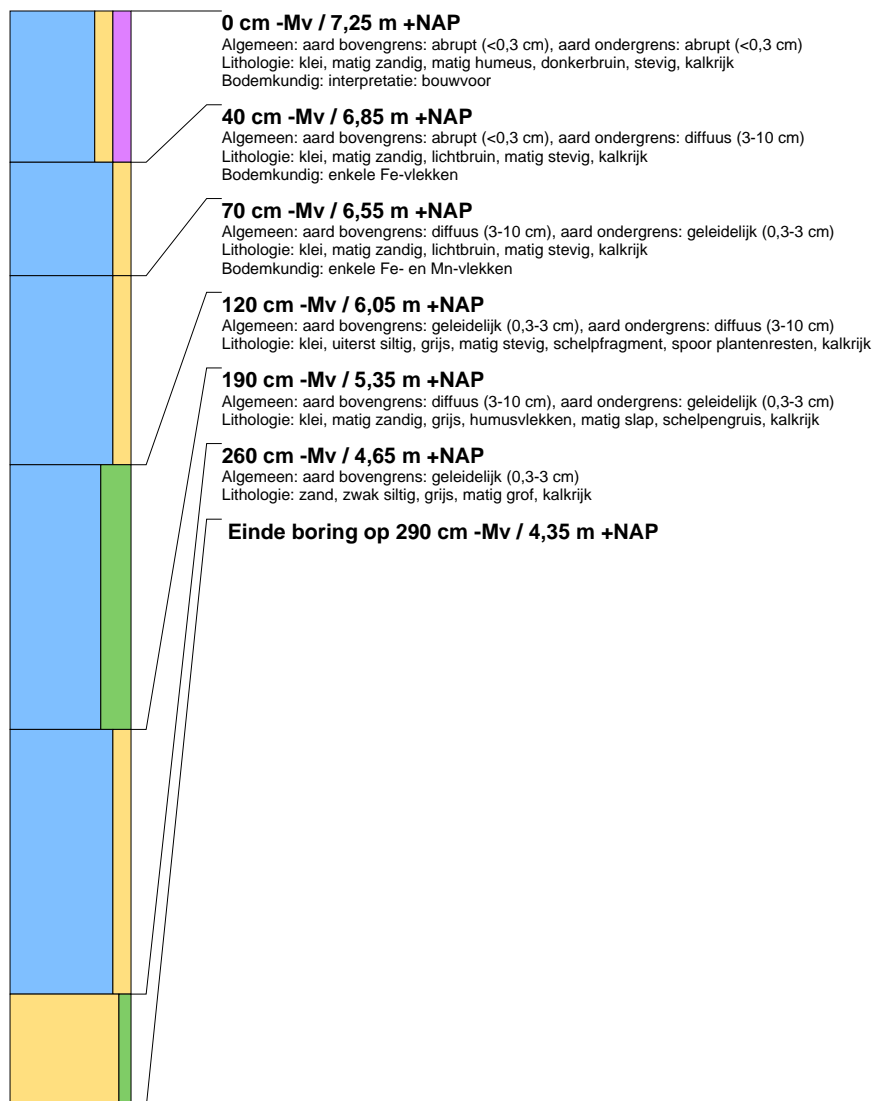 0 cm -Mv / 7,25 m +NAP
Algemeen: aard bovengrens: abrupt (<0,3 cm), aard ondergrens: abrupt (<0,3 cm)
Lithologie: klei, matig zandig, matig humeus, donkerbruin, stevig, kalkrijk
Bodemkundig: interpretatie: bouwvoor
40 cm -Mv / 6,85 m +NAP
Algemeen: aard bovengrens: abrupt (<0,3 cm), aard ondergrens: diffuus (3-10 cm)
Lithologie: klei, matig zandig, lichtbruin, matig stevig, kalkrijk
Bodemkundig: enkele Fe-vlekken
70 cm -Mv / 6,55 m +NAP
Algemeen: aard bovengrens: diffuus (3-10 cm), aard ondergrens: geleidelijk (0,3-3 cm)
Lithologie: klei, matig zandig, lichtbruin, matig stevig, kalkrijk
Bodemkundig: enkele Fe- en Mn-vlekken
120 cm -Mv / 6,05 m +NAP
Algemeen: aard bovengrens: geleidelijk (0,3-3 cm), aard ondergrens: diffuus (3-10 cm)
Lithologie: klei, uiterst siltig, grijs, matig stevig, schelpfragment, spoor plantenresten, kalkrijk
190 cm -Mv / 5,35 m +NAP
Algemeen: aard bovengrens: diffuus (3-10 cm), aard ondergrens: geleidelijk (0,3-3 cm)
Lithologie: klei, matig zandig, grijs, humusvlekken, matig slap, schelpengruis, kalkrijk
260 cm -Mv / 4,65 m +NAP
Algemeen: aard bovengrens: geleidelijk (0,3-3 cm)
Lithologie: zand, zwak siltig, grijs, matig grof, kalkrijk
Einde boring op 290 cm -Mv / 4,35 m +NAP